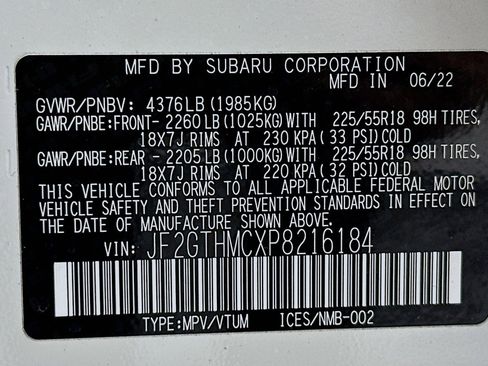 MFD BY SUBARU CORPORATION
MFD IN 06/22
GVWR/PNBV: 4376LB(1985KG)
GAWR/PNBE:FRONT- 2260LB(1025KG)WITH 225/55R18 98H TIRES,
18X7J RIMS AT 230 KPA(33 PSI)COLD
GAWR/PNBE:REAR - 2205LB(1000KG)WITH 225/55R18 98H TIRES,
18X7J RIMS AT 220 KPA(32 PSI)COLD
THIS VEHICLE CONFORMS TO ALL APPLICABLE FEDERAL MOTOR
VEHICLE SAFETY AND THEFT PREVENTION STANDARDS IN EFFECT ON
THE DATE OF MANUFACTURE SHOWN ABOVE.
VIN: JF2GTHMCXP8216184
TYPE:MPV/VTUM ICES/NMB-002